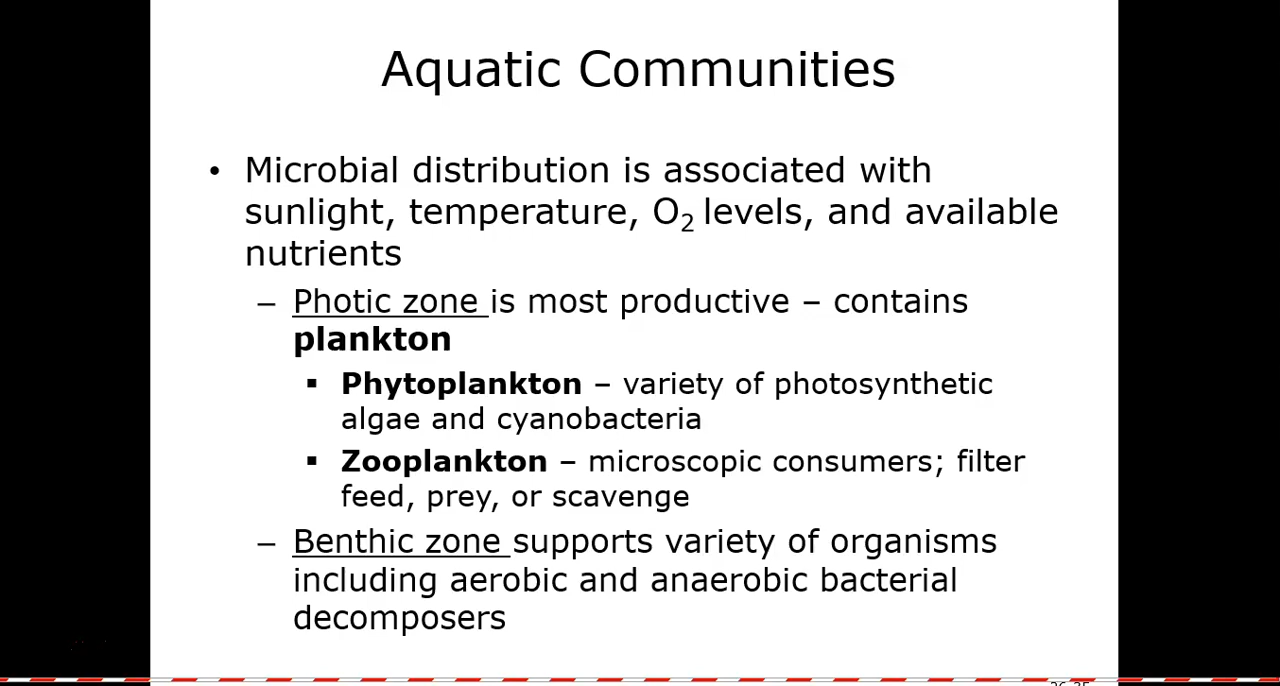 Aquatic Communities
• Microbial distribution is associated with
sunlight, temperature, O₂ levels, and available
nutrients
– Photic zone is most productive – contains
plankton
▪ Phytoplankton – variety of photosynthetic
algae and cyanobacteria
▪ Zooplankton – microscopic consumers; filter
feed, prey, or scavenge
– Benthic zone supports variety of organisms
including aerobic and anaerobic bacterial
decomposers